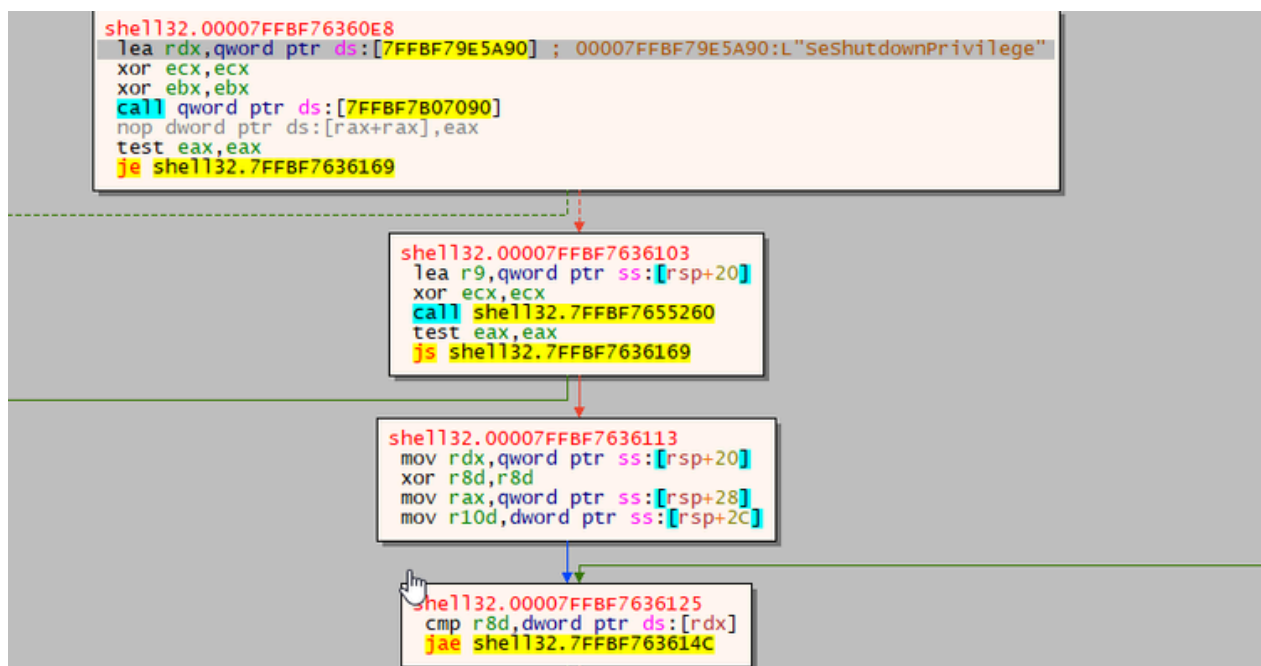 shell32.00007FFBF76360E8
lea rdx,qword ptr ds:[7FFBF79E5A90] ; 00007FFBF79E5A90:L"SeShutdownPrivilege"
xor ecx,ecx
xor ebx,ebx
call qword ptr ds:[7FFBF7B07090]
nop dword ptr ds:[rax+rax],eax
test eax,eax
je shell32.7FFBF7636169
shell32.00007FFBF7636103
lea r9,qword ptr ss:[rsp+20]
xor ecx,ecx
call shell32.7FFBF7655260
test eax,eax
js shell32.7FFBF7636169
shell32.00007FFBF7636113
mov rdx,qword ptr ss:[rsp+20]
xor r8d,r8d
mov rax,qword ptr ss:[rsp+28]
mov r10d,dword ptr ss:[rsp+2C]
shell32.00007FFBF7636125
cmp r8d,dword ptr ds:[rdx]
jae shell32.7FFBF763614C